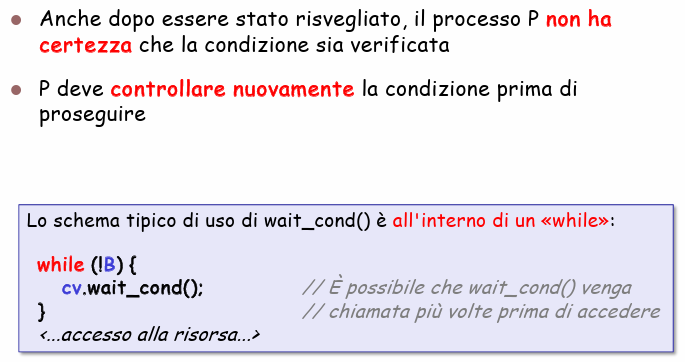 Anche dopo essere stato risvegliato, il processo P non ha
certezza che la condizione sia verificata
P deve controllare nuovamente la condizione prima di
proseguire
Lo schema tipico di uso di wait_cond() è all'interno di un «while»:
while (!B) {
cv.wait_cond(); // È possibile che wait_cond() venga
} // chiamata più volte prima di accedere
<...accesso alla risorsa...>